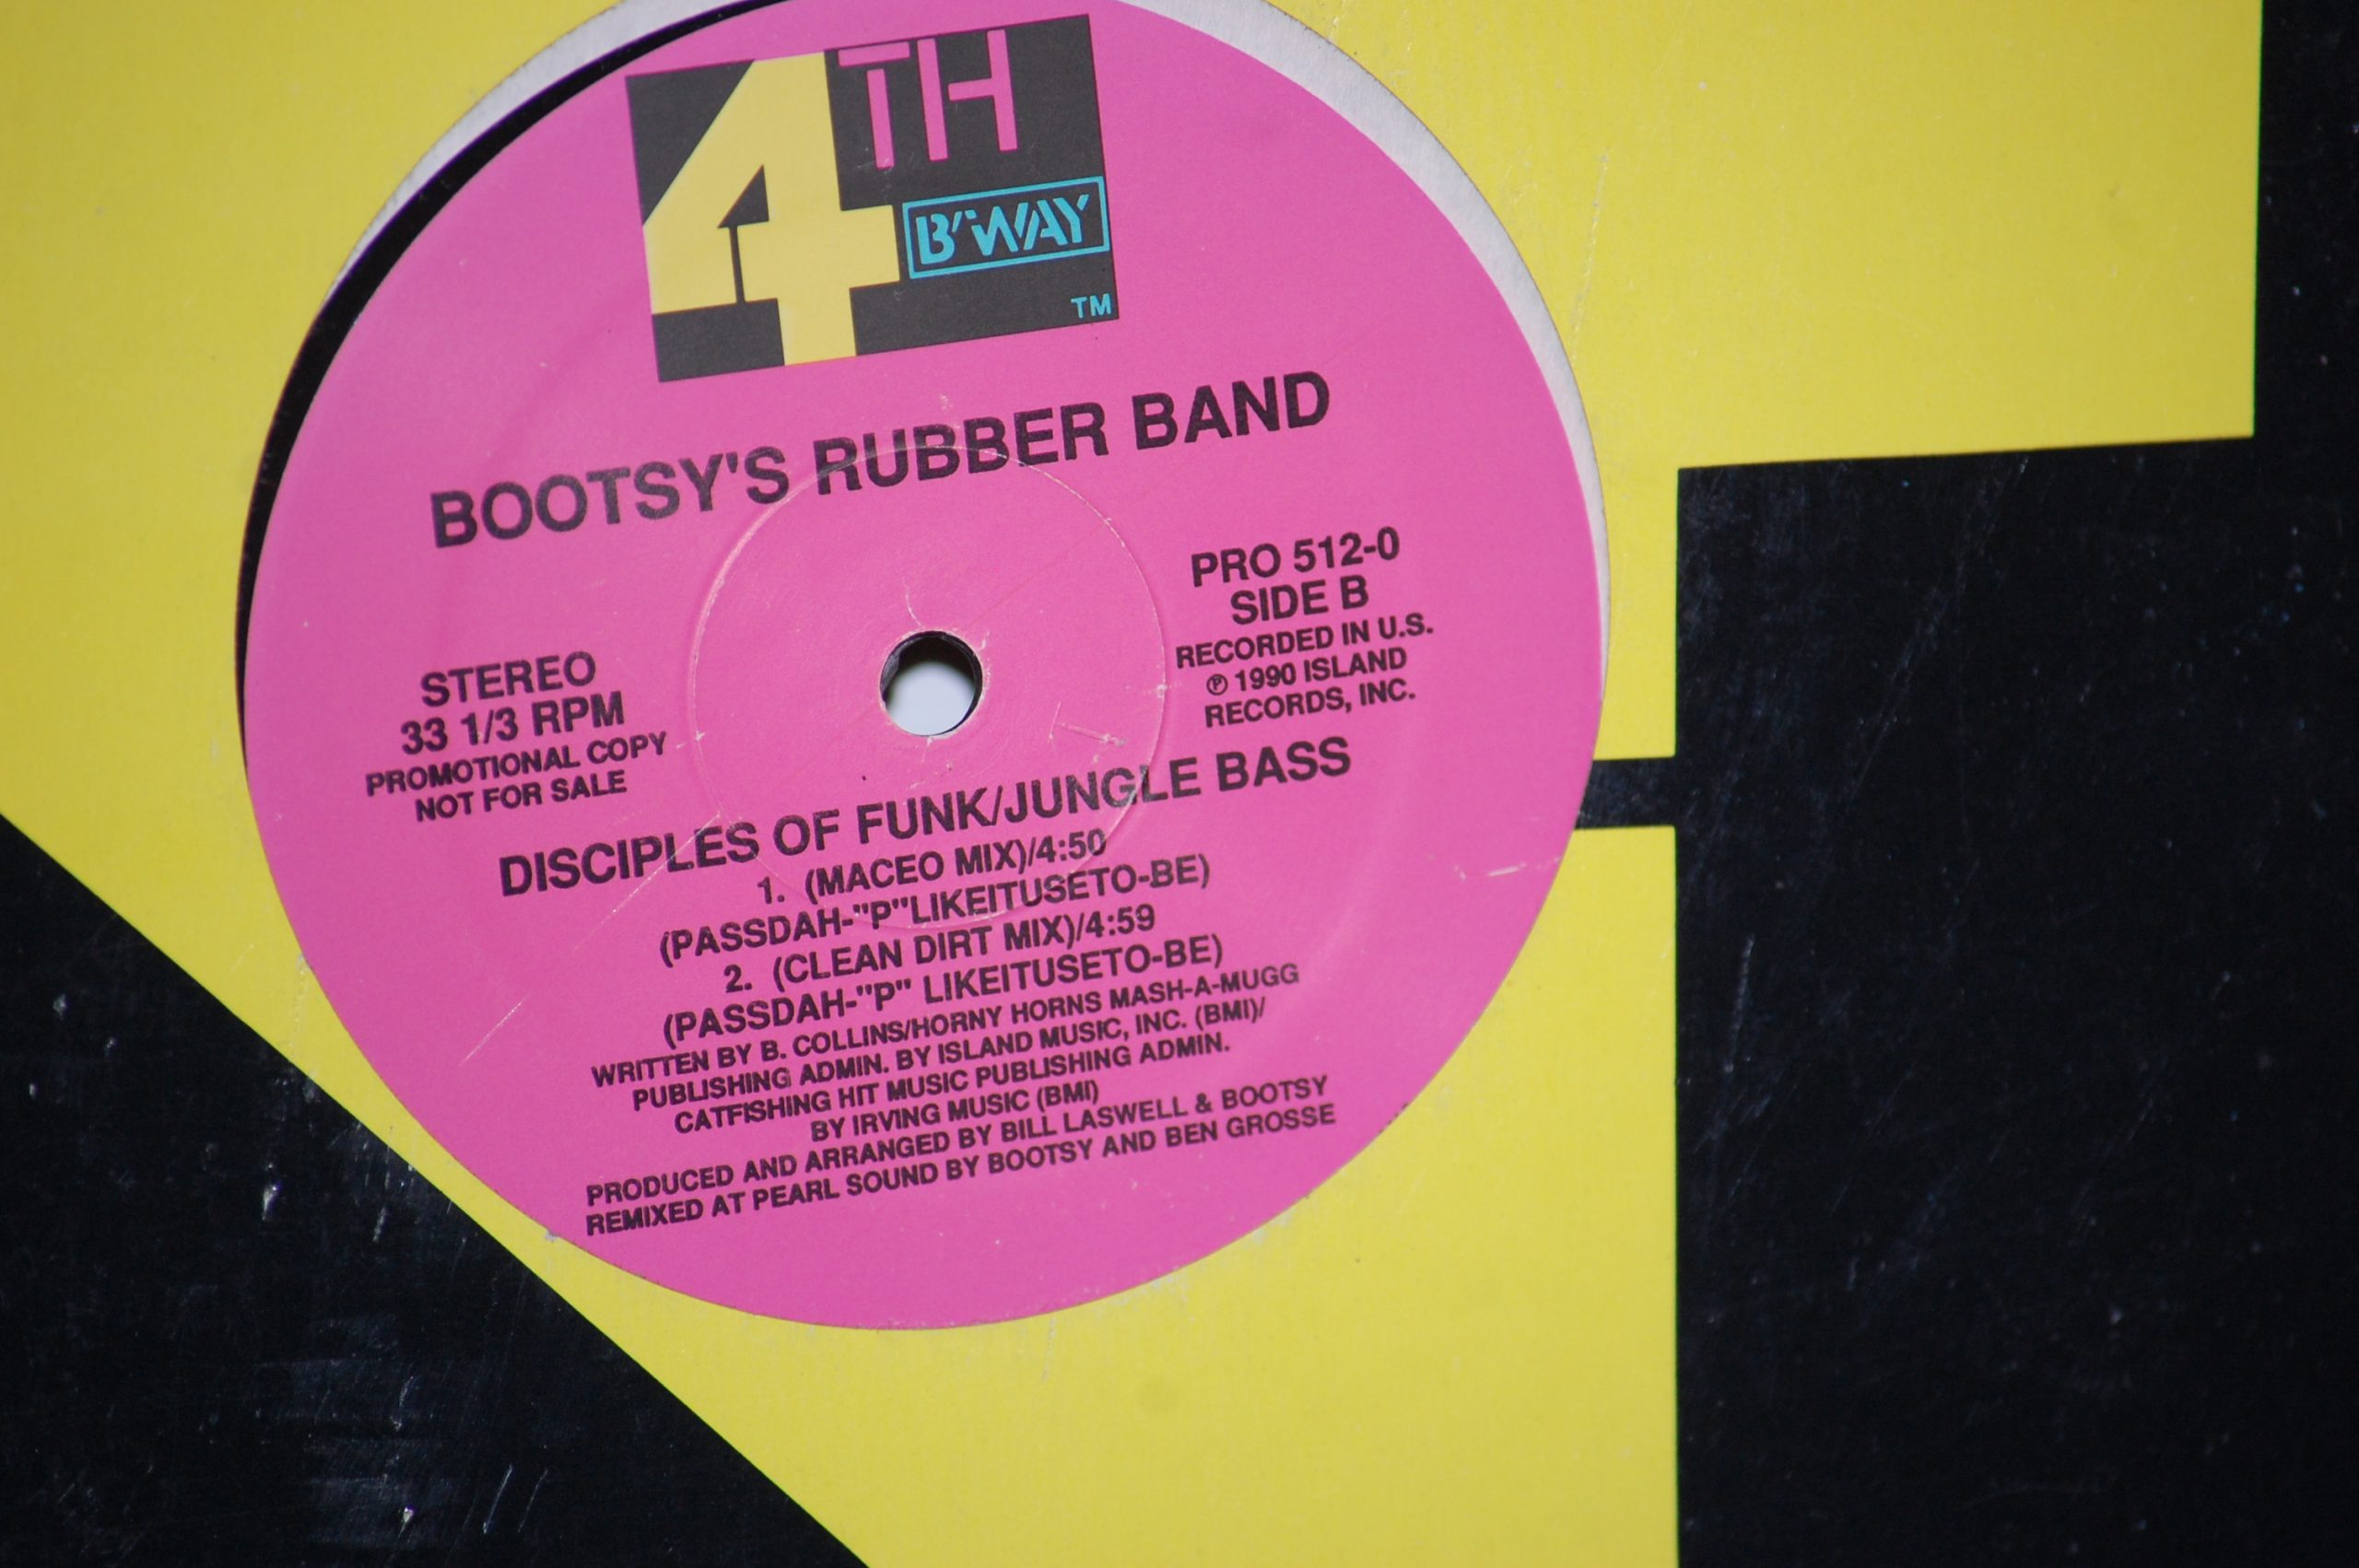 4TH
B'WAY
TM
BOOTSY'S RUBBER BAND
STEREO
33 1/3 RPM
PROMOTIONAL COPY
NOT FOR SALE
PRO 512-0
SIDE B
RECORDED IN U.S.
℗ 1990 ISLAND
RECORDS, INC.
DISCIPLES OF FUNK/JUNGLE BASS
1. (MACEO MIX)/4:50
(PASSDAH-"P"LIKEITUSETO-BE)
2. (CLEAN DIRT MIX)/4:59
(PASSDAH-"P" LIKEITUSETO-BE)
WRITTEN BY B. COLLINS/HORNY HORNS MASH-A-MUGG
PUBLISHING ADMIN. BY ISLAND MUSIC, INC. (BMI)/
CATFISHING HIT MUSIC PUBLISHING ADMIN.
BY IRVING MUSIC (BMI)
PRODUCED AND ARRANGED BY BILL LASWELL & BOOTSY
REMIXED AT PEARL SOUND BY BOOTSY AND BEN GROSSE